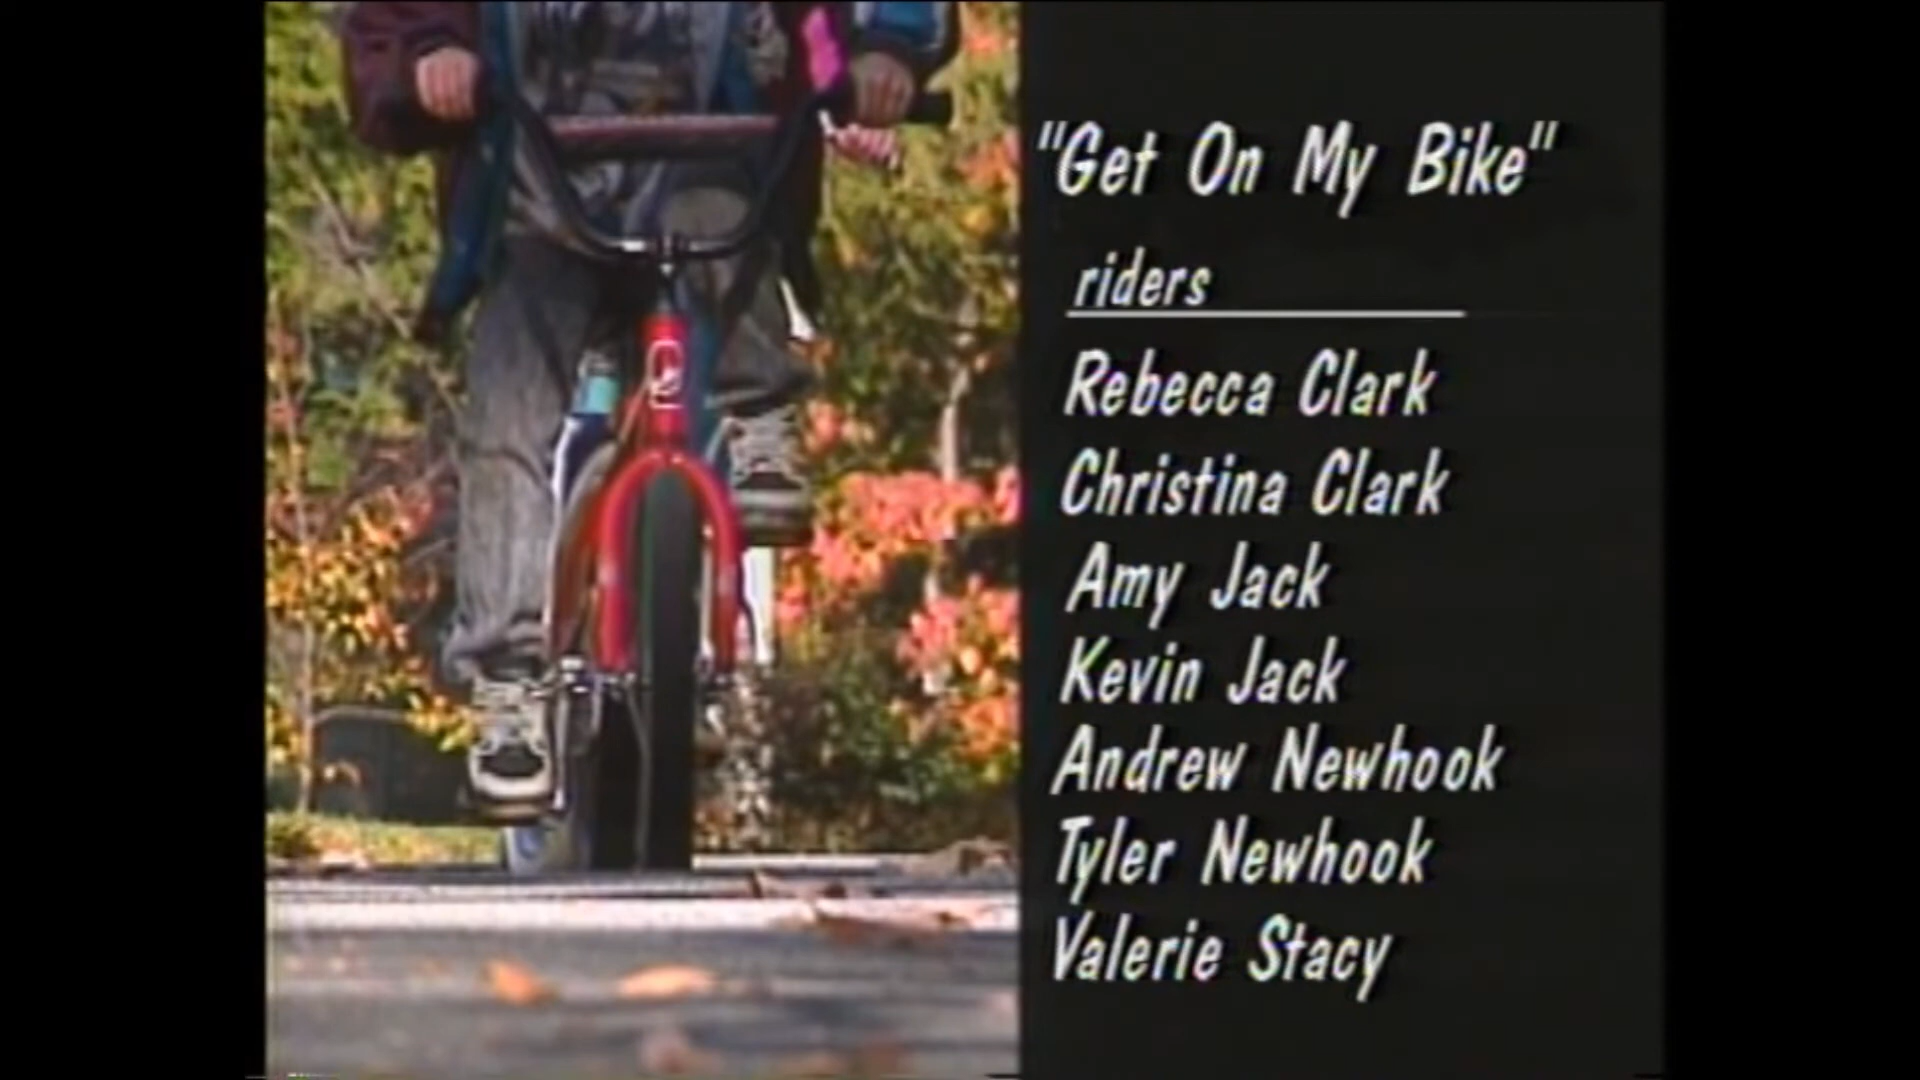 "Get On My Bike"
riders
Rebecca Clark
Christina Clark
Amy Jack
Kevin Jack
Andrew Newhook
Tyler Newhook
Valerie Stacy